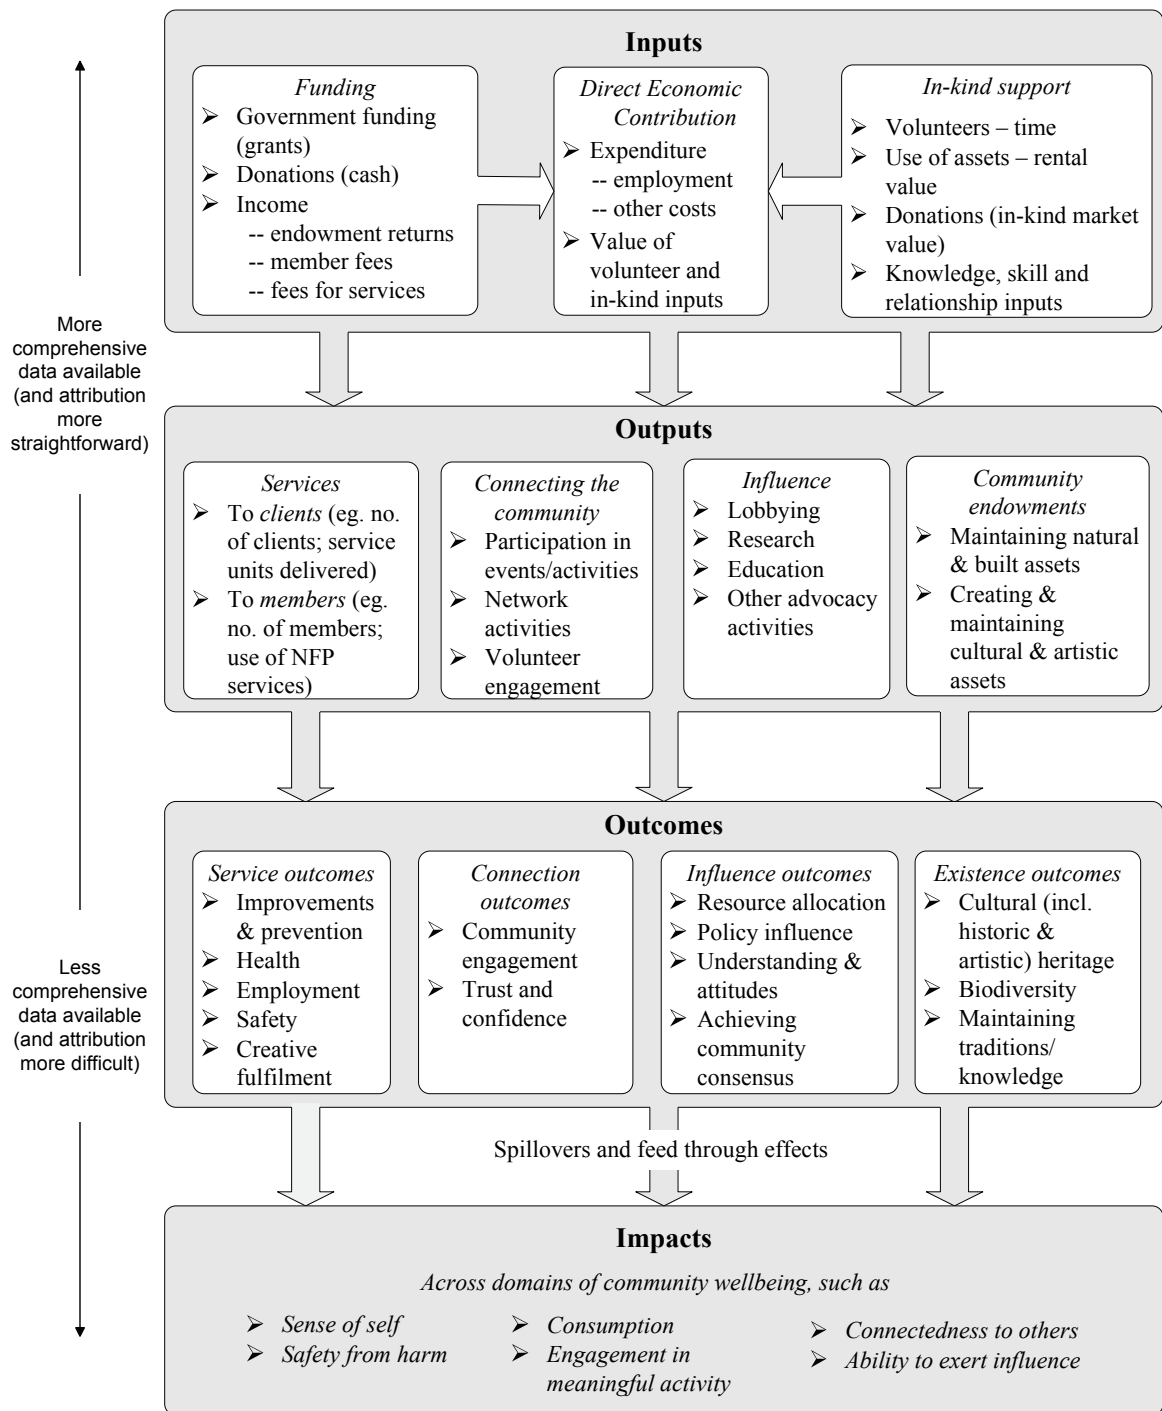 Inputs
Funding
➢ Government funding
(grants)
➢ Donations (cash)
➢ Income
-- endowment returns
-- member fees
-- fees for services
Direct Economic
Contribution
➢ Expenditure
-- employment
-- other costs
➢ Value of
volunteer and
in-kind inputs
In-kind support
➢ Volunteers – time
➢ Use of assets – rental
value
➢ Donations (in-kind market
value)
➢ Knowledge, skill and
relationship inputs
More
comprehensive
data available
(and attribution
more
straightforward)
Outputs
Services
➢ To clients (eg. no.
of clients; service
units delivered)
➢ To members (eg.
no. of members;
use of NFP
services)
Connecting the
community
➢ Participation in
events/activities
➢ Network
activities
➢ Volunteer
engagement
Influence
➢ Lobbying
➢ Research
➢ Education
➢ Other advocacy
activities
Community
endowments
➢ Maintaining natural
& built assets
➢ Creating &
maintaining
cultural & artistic
assets
Outcomes
Service outcomes
➢ Improvements
& prevention
➢ Health
➢ Employment
➢ Safety
➢ Creative
fulfilment
Connection
outcomes
➢ Community
engagement
➢ Trust and
confidence
Influence outcomes
➢ Resource allocation
➢ Policy influence
➢ Understanding &
attitudes
➢ Achieving
community
consensus
Existence outcomes
➢ Cultural (incl.
historic &
artistic) heritage
➢ Biodiversity
➢ Maintaining
traditions/
knowledge
Less
comprehensive
data available
(and attribution
more difficult)
Spillovers and feed through effects
Impacts
Across domains of community wellbeing, such as
➢ Sense of self
➢ Safety from harm
➢ Consumption
➢ Engagement in
meaningful activity
➢ Connectedness to others
➢ Ability to exert influence